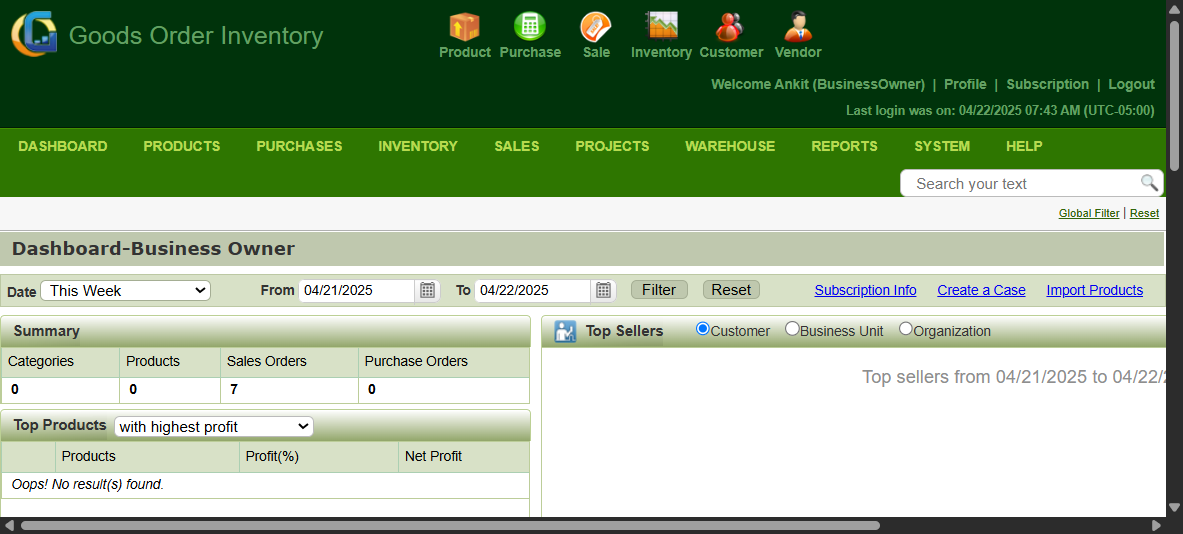 Goods Order Inventory
Product Purchase Sale Inventory Customer Vendor
Welcome Ankit (BusinessOwner) | Profile | Subscription | Logout
Last login was on: 04/22/2025 07:43 AM (UTC-05:00)
DASHBOARD PRODUCTS PURCHASES INVENTORY SALES PROJECTS WAREHOUSE REPORTS SYSTEM HELP
Search your text
Global Filter | Reset
Dashboard-Business Owner
Date This Week From 04/21/2025 To 04/22/2025 Filter Reset Subscription Info Create a Case Import Products
Summary
Categories Products Sales Orders Purchase Orders
0 0 7 0
Top Products with highest profit
Products Profit(%) Net Profit
Oops! No result(s) found.
Top Sellers Customer Business Unit Organization
Top sellers from 04/21/2025 to 04/22/